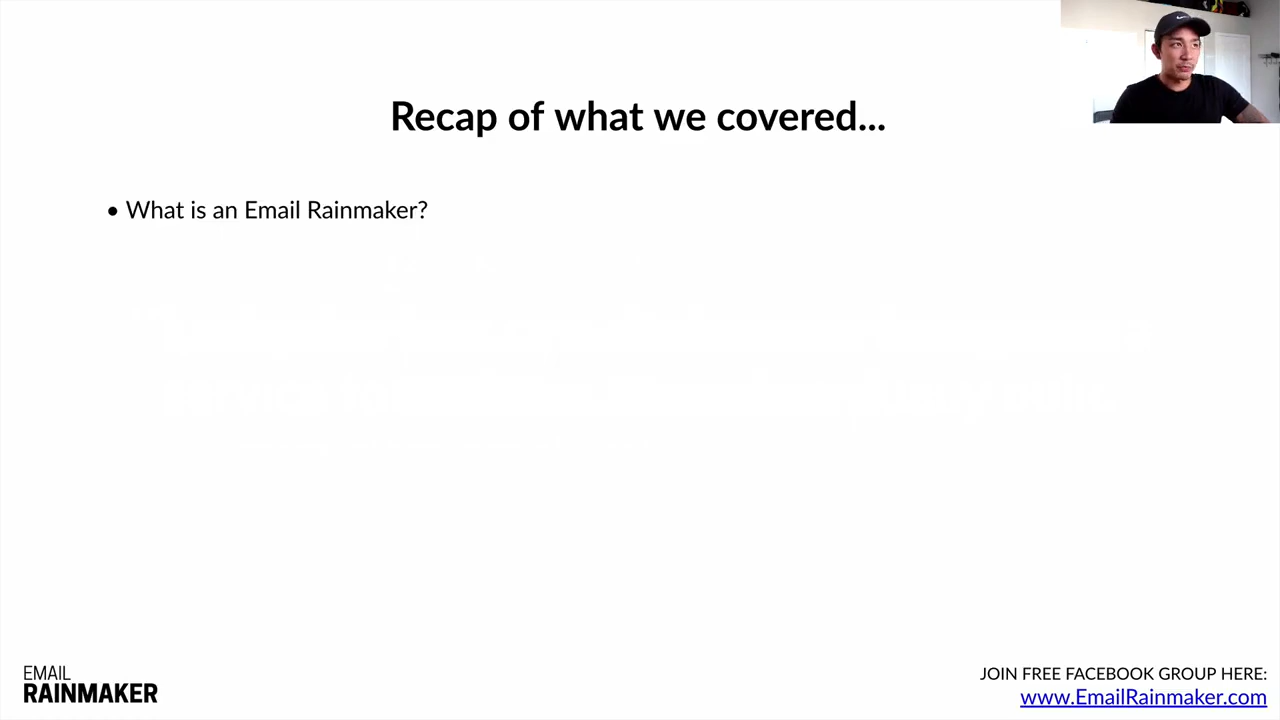 Recap of what we covered...
• What is an Email Rainmaker?
EMAIL
RAINMAKER
JOIN FREE FACEBOOK GROUP HERE:
www.EmailRainmaker.com